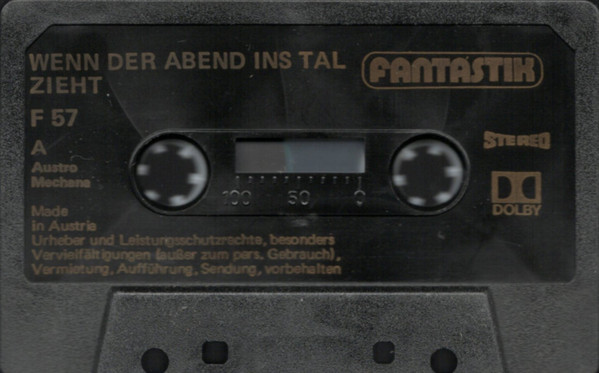 WENN DER ABEND INS TAL
ZIEHT
FANTASTIK
F 57
STEREO
A
Austro
Mechana
100 50 0
DOLBY
Made
in Austria
Urheber und Leistungsschutzrechte, besonders
Vervielfältigungen (außer zum pers. Gebrauch),
Vermietung, Aufführung, Sendung, vorbehalten